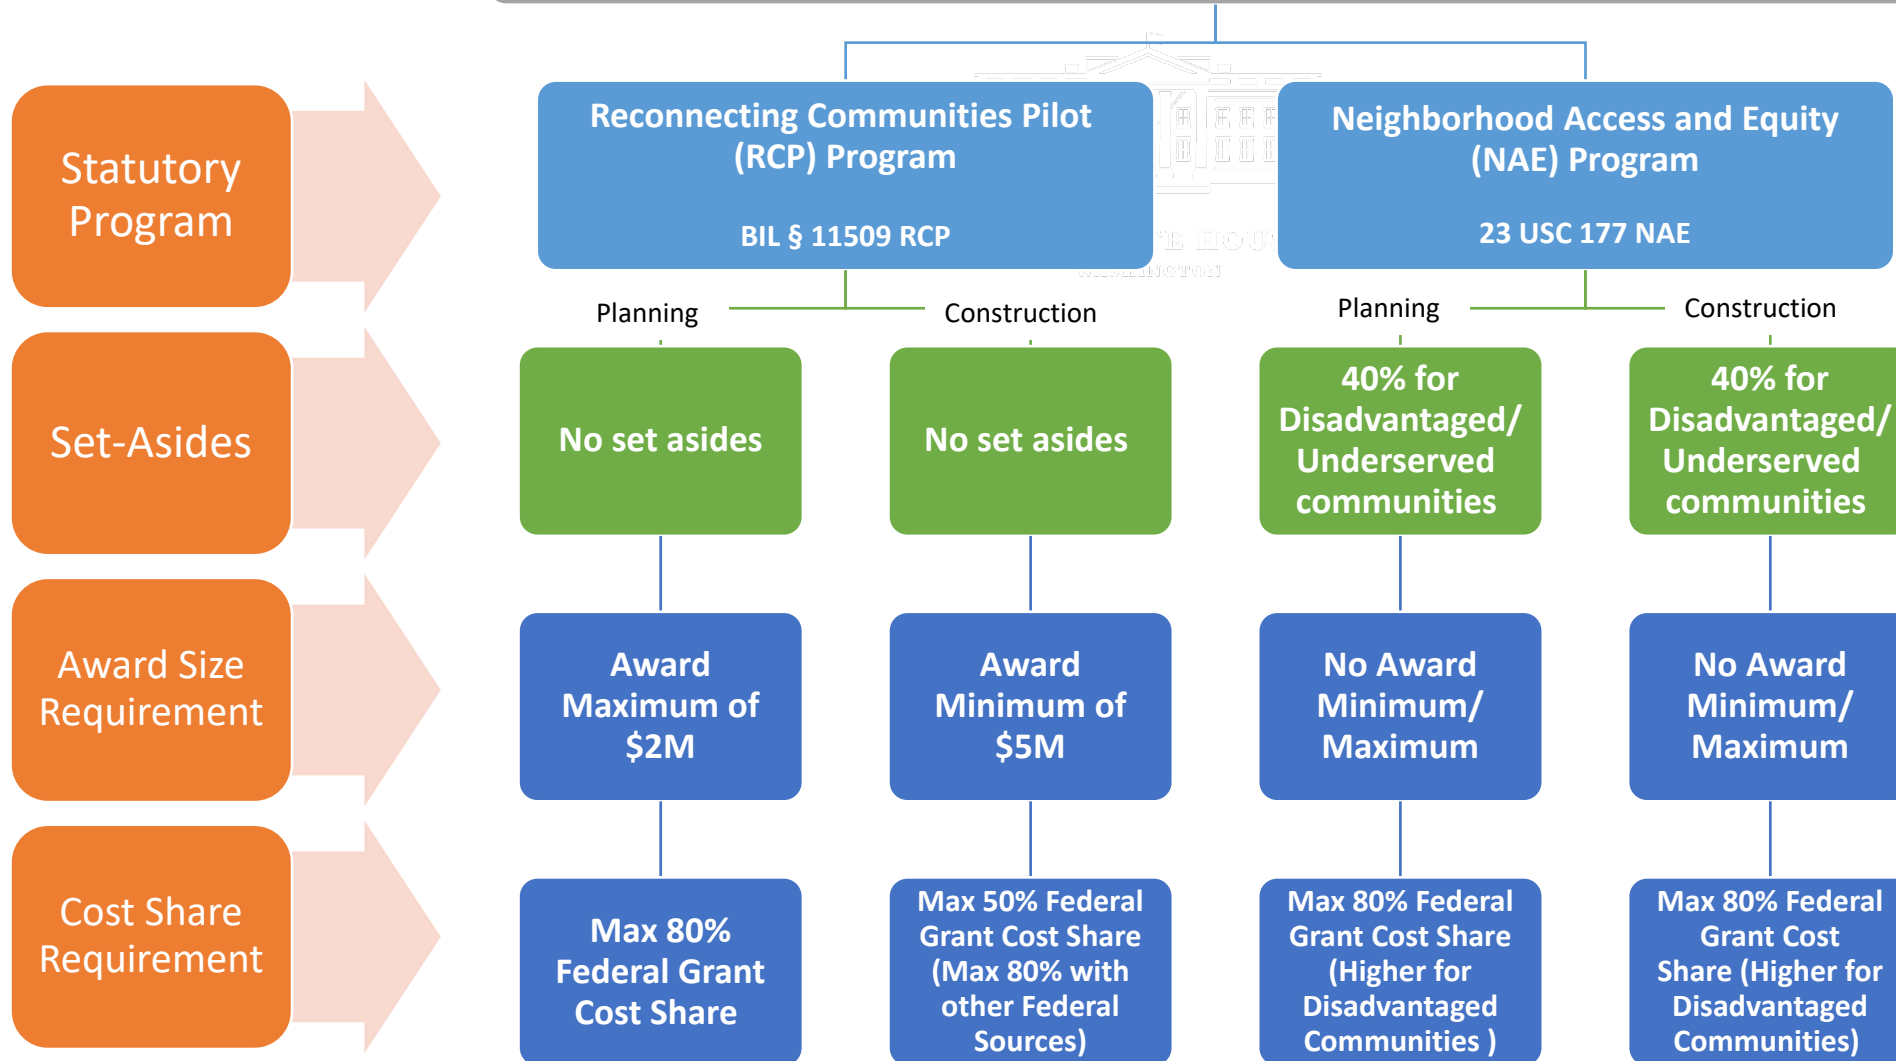 Statutory
Program
Reconnecting Communities Pilot
(RCP) Program
BIL § 11509 RCP
Neighborhood Access and Equity
(NAE) Program
23 USC 177 NAE
WASHINGTON
Planning
Construction
Planning
Construction
Set-Asides
No set asides
No set asides
40% for
Disadvantaged/
Underserved
communities
40% for
Disadvantaged/
Underserved
communities
Award Size
Requirement
Award
Maximum of
$2M
Award
Minimum of
$5M
No Award
Minimum/
Maximum
No Award
Minimum/
Maximum
Cost Share
Requirement
Max 80%
Federal Grant
Cost Share
Max 50% Federal
Grant Cost Share
(Max 80% with
other Federal
Sources)
Max 80% Federal
Grant Cost Share
(Higher for
Disadvantaged
Communities )
Max 80% Federal
Grant Cost
Share (Higher for
Disadvantaged
Communities)